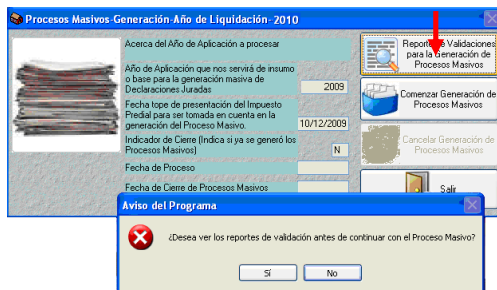 Procesos Masivos-Generación-Año de Liquidación- 2010
Acerca del Año de Aplicación a procesar
Año de Aplicación que nos servirá de insumo
o base para la generación masiva de
Declaraciones Juradas
2009
Fecha tope de presentación del Impuesto
Predial para ser tomada en cuenta en la
generación del Proceso Masivo.
10/12/2009
Indicador de Cierre (Indica si ya se generó los
Procesos Masivos)
N
Fecha de Proceso
Fecha de Cierre de Procesos Masivos
Reporte de Validaciones
para la Generación de
Procesos Masivos
Comenzar Generación de
Procesos Masivos
Cancelar Generación de
Procesos Masivos
Salir
Aviso del Programa
¿Desea ver los reportes de validación antes de continuar con el Proceso Masivo?
Sí
No